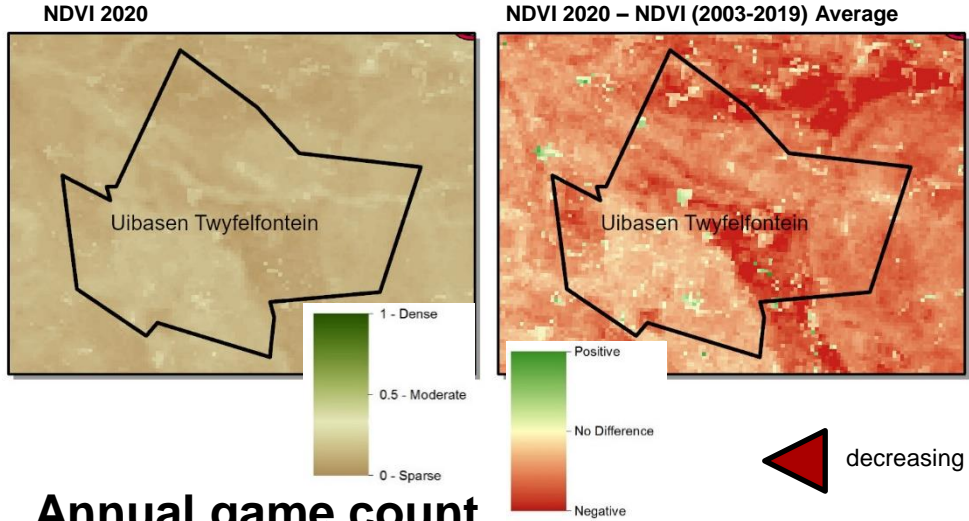 NDVI 2020
NDVI 2020 – NDVI (2003-2019) Average
Uibasen Twyfelfontein
Uibasen Twyfelfontein
1 - Dense
0.5 - Moderate
0 - Sparse
Positive
No Difference
Negative
decreasing
Annual game count